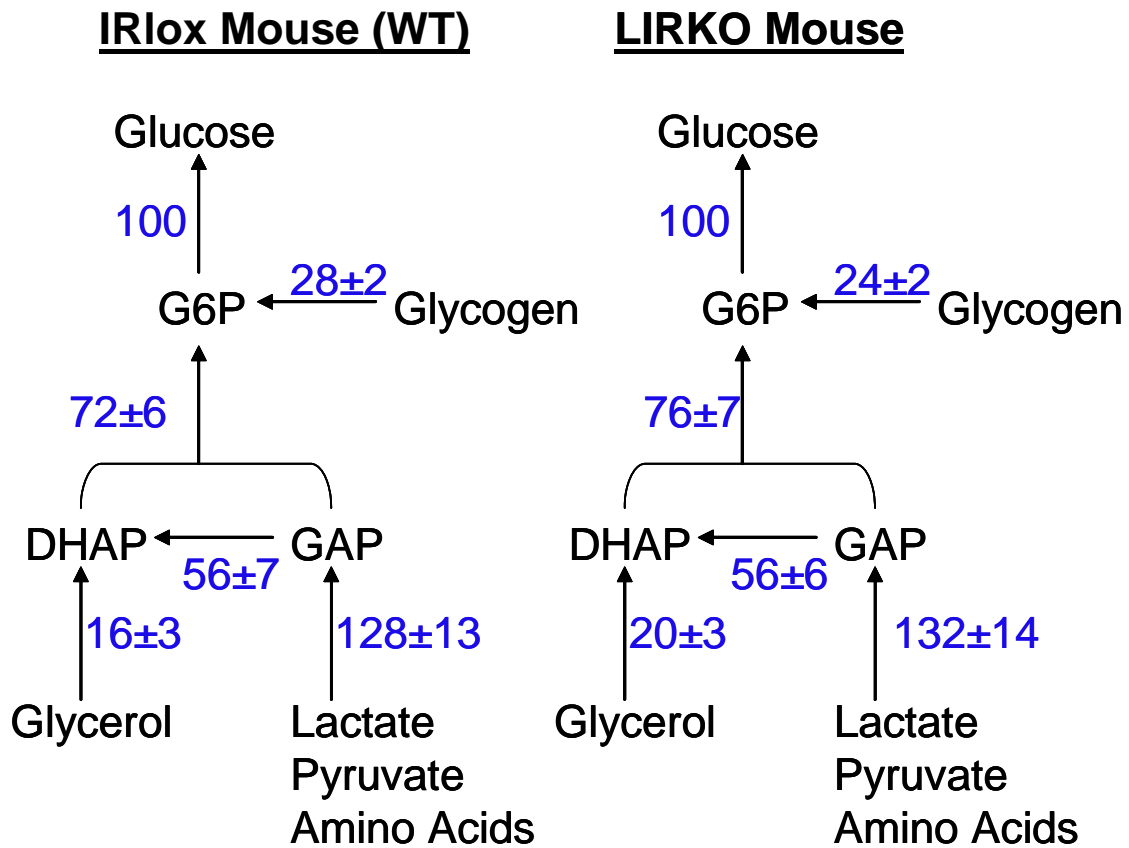 IRlox Mouse (WT)
Glucose
100
28±2
G6P
Glycogen
72±6
DHAP
GAP
56±7
16±3
128±13
Glycerol
Lactate
Pyruvate
Amino Acids
LIRKO Mouse
Glucose
100
24±2
G6P
Glycogen
76±7
DHAP
GAP
56±6
20±3
132±14
Glycerol
Lactate
Pyruvate
Amino Acids